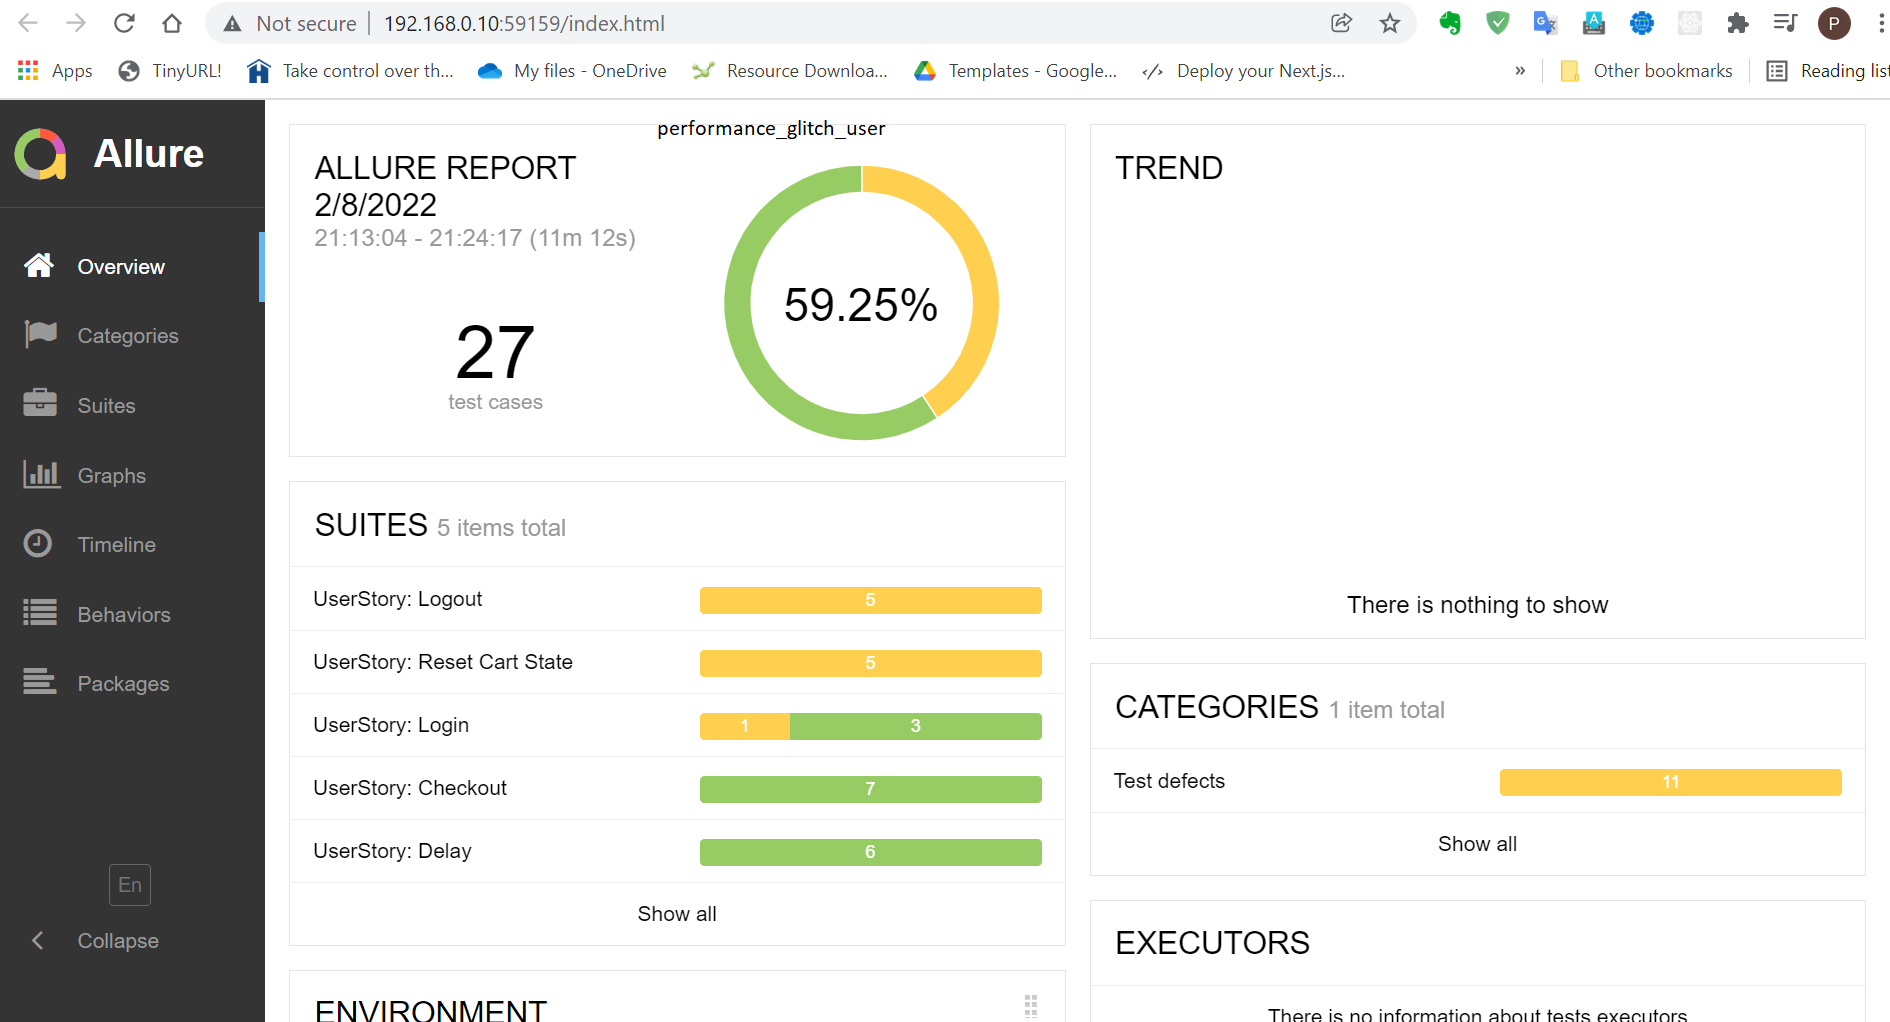 Not secure | 192.168.0.10:59159/index.html
P
Apps
TinyURL!
Take control over th...
My files - OneDrive
Resource Downloa...
Templates - Google...
Deploy your Next.js...
»
Other bookmarks
Reading list
Allure
Overview
Categories
Suites
Graphs
Timeline
Behaviors
Packages
En
Collapse
performance_glitch_user
ALLURE REPORT
2/8/2022
21:13:04 - 21:24:17 (11m 12s)
27
test cases
59.25%
SUITES 5 items total
UserStory: Logout 5
UserStory: Reset Cart State 5
UserStory: Login 1 3
UserStory: Checkout 7
UserStory: Delay 6
Show all
ENVIRONMENT
TREND
There is nothing to show
CATEGORIES 1 item total
Test defects 11
Show all
EXECUTORS
There is no information about tests executors